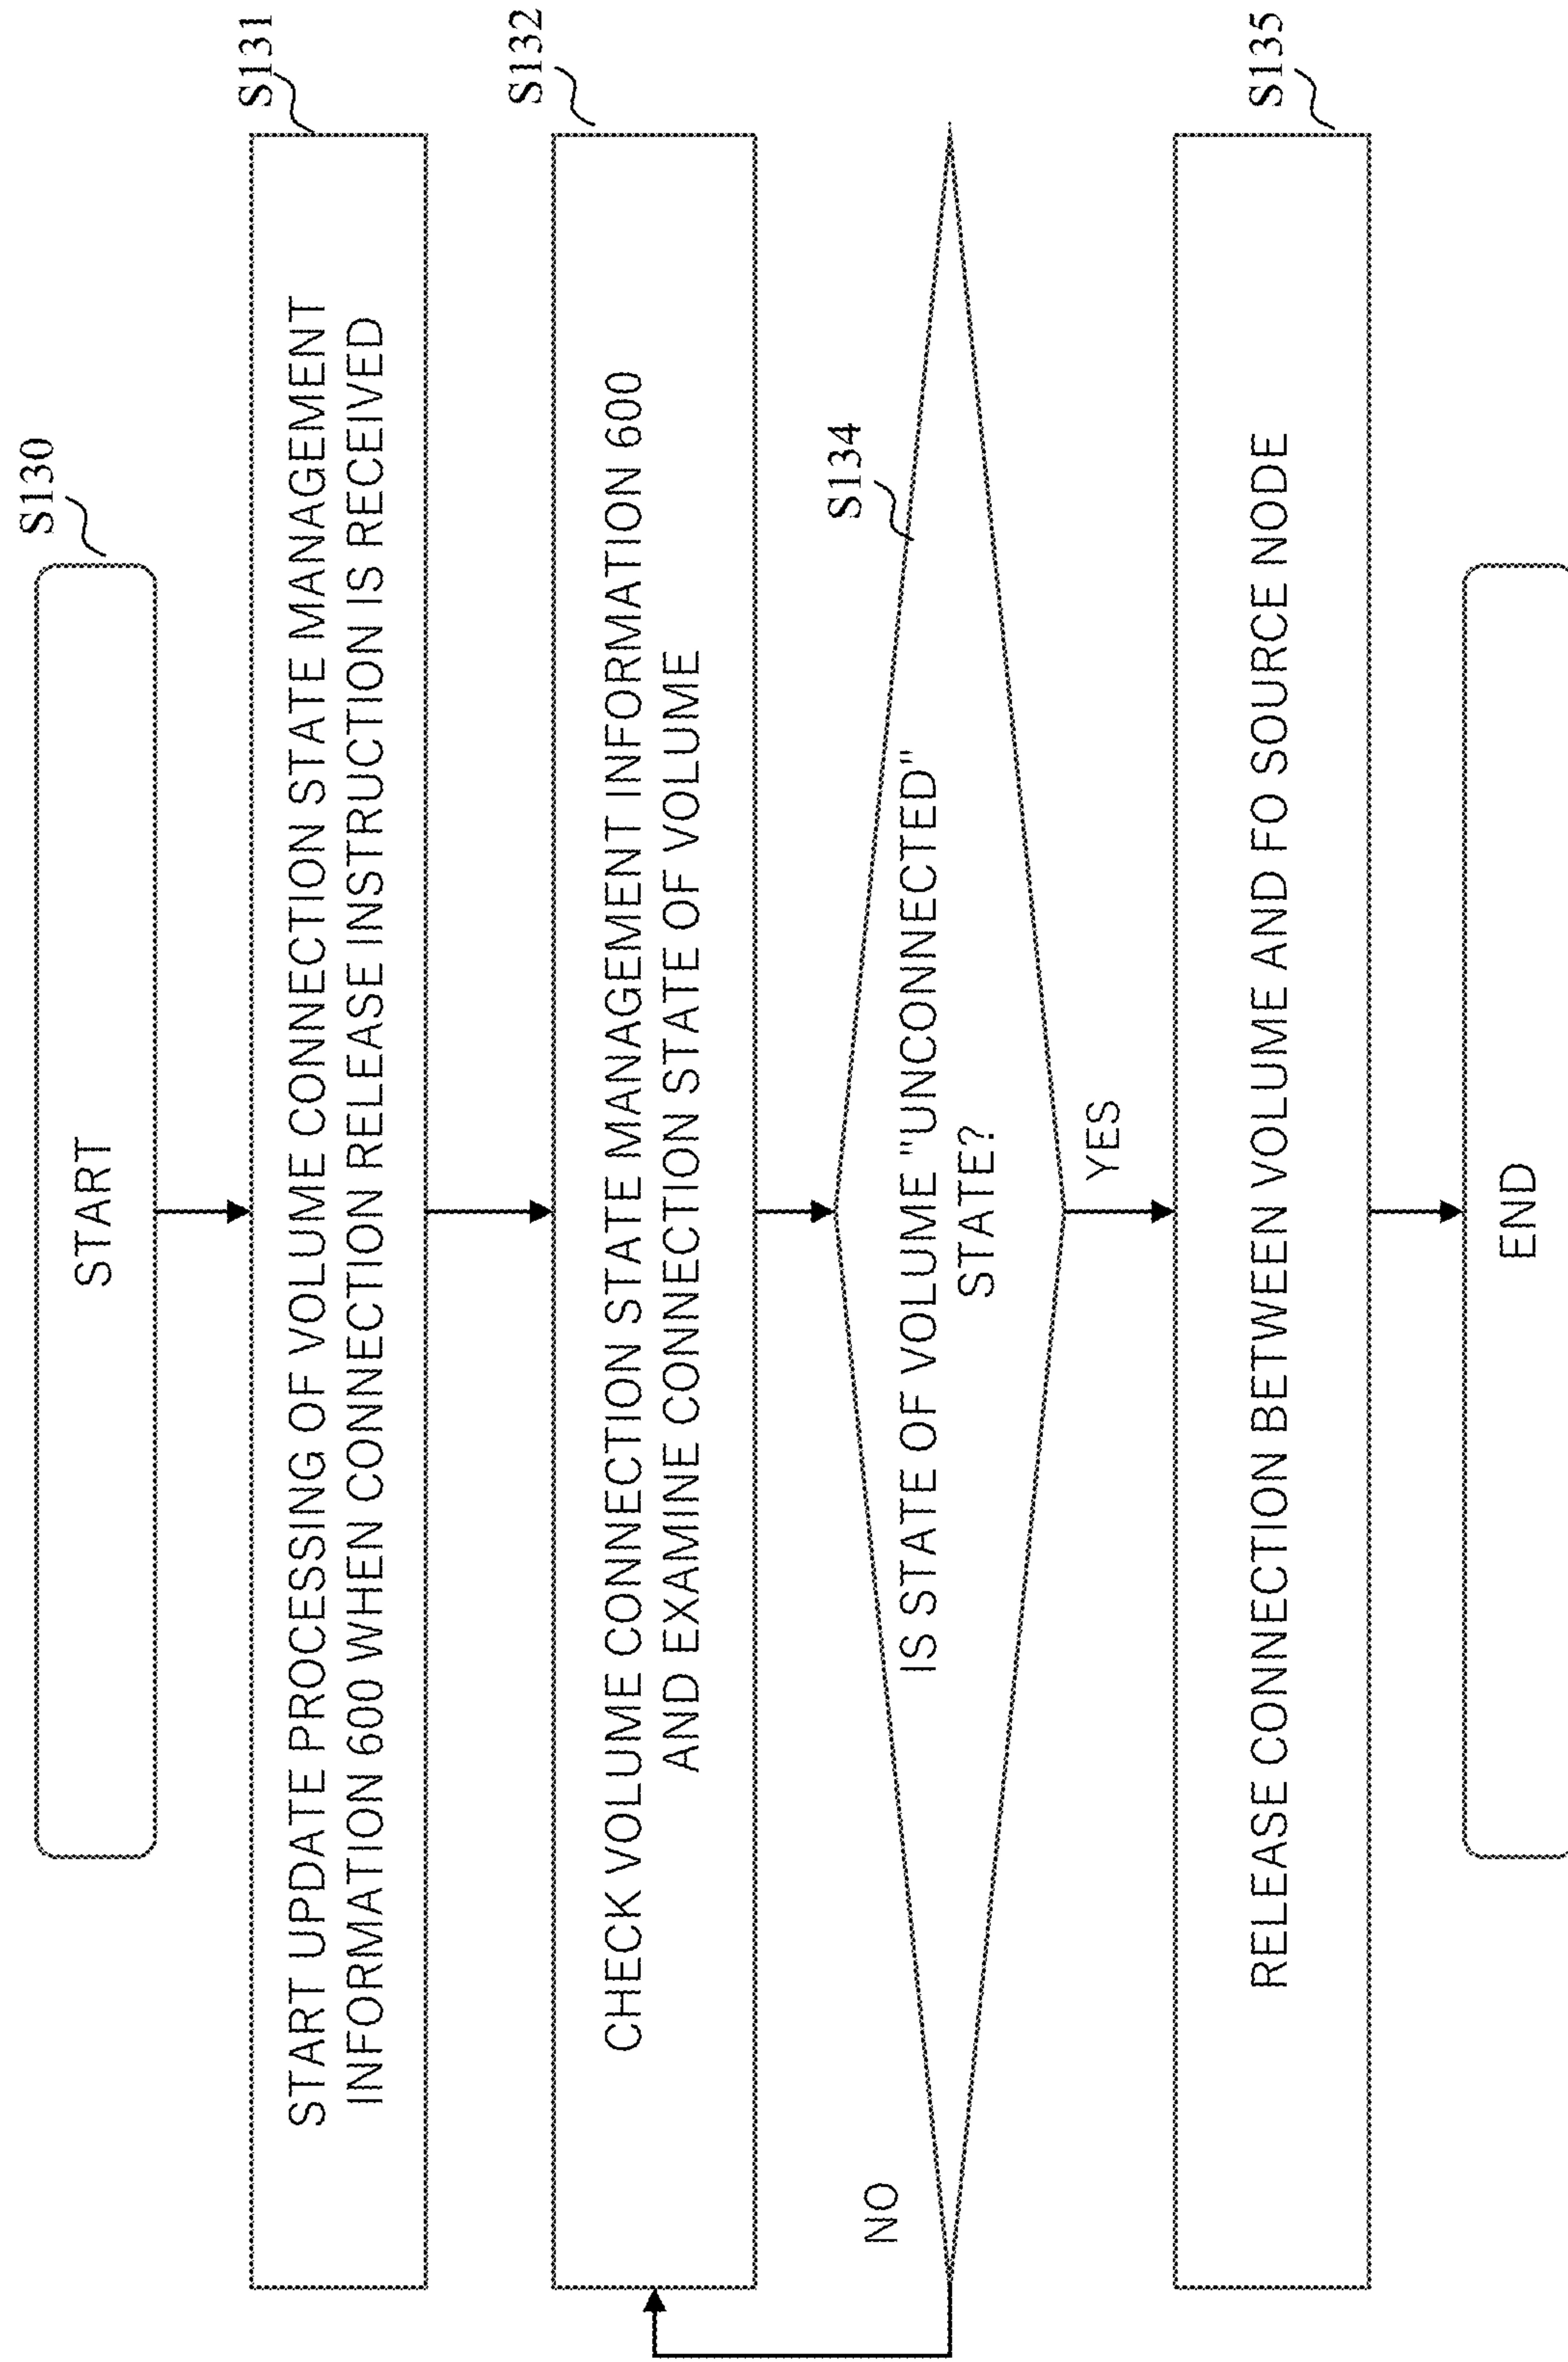 S130
START
S131
START UPDATE PROCESSING OF VOLUME CONNECTION STATE MANAGEMENT
INFORMATION 600 WHEN CONNECTION RELEASE INSTRUCTION IS RECEIVED
S132
CHECK VOLUME CONNECTION STATE MANAGEMENT INFORMATION 600
AND EXAMINE CONNECTION STATE OF VOLUME
S134
NO
IS STATE OF VOLUME "UNCONNECTED"
STATE?
YES
S135
RELEASE CONNECTION BETWEEN VOLUME AND FO SOURCE NODE
END